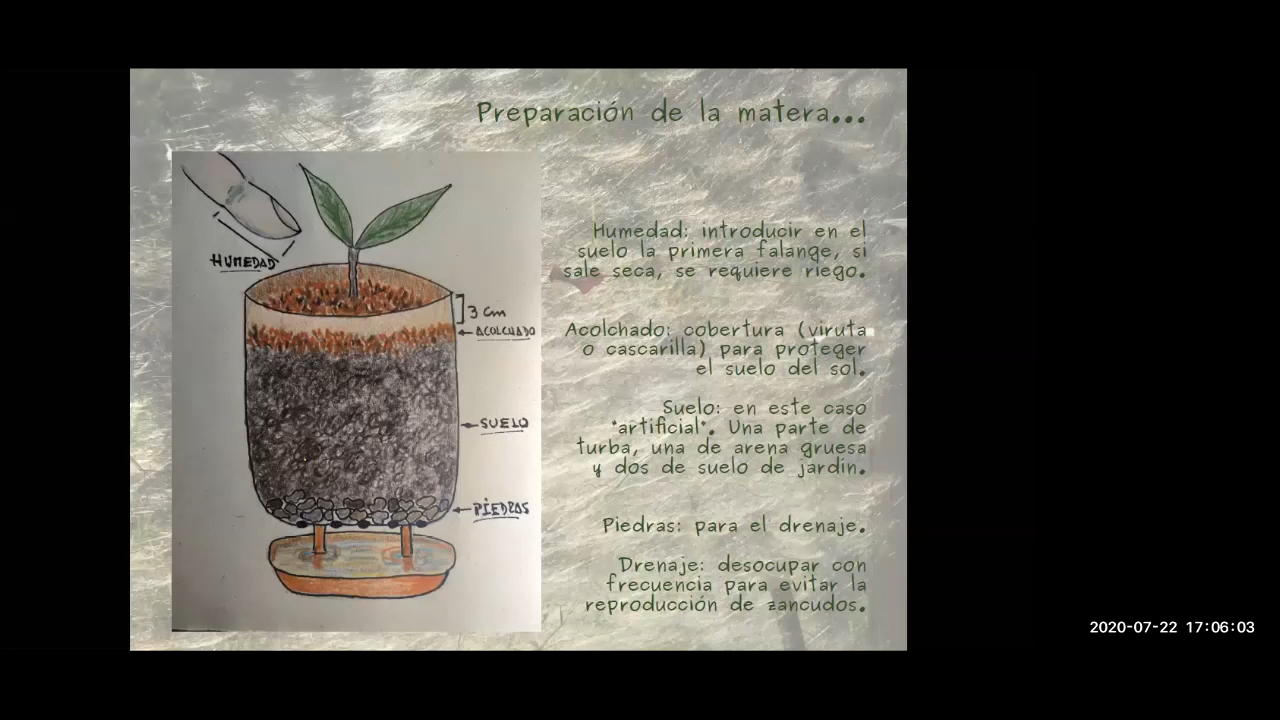 Preparación de la matera...
HUMEDAD
3 cm
ACOLCHADO
SUELO
PIEDRAS
Humedad: introducir en el
suelo la primera falange, si
sale seca, se requiere riego.
Acolchado: cobertura (viruta
o cascarilla) para proteger
el suelo del sol.
Suelo: en este caso
"artificial". Una parte de
turba, una de arena gruesa
y dos de suelo de jardín.
Piedras: para el drenaje.
Drenaje: desocupar con
frecuencia para evitar la
reproducción de zancudos.
2020-07-22 17:06:03